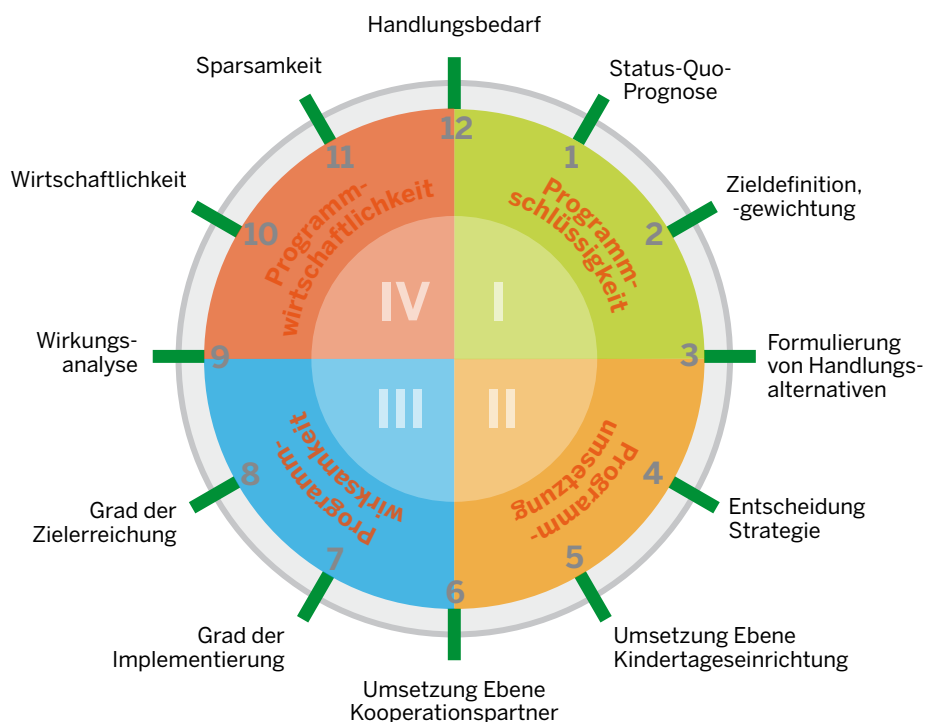 Handlungsbedarf
12
Status-Quo-
Prognose
1
Zieldefinition,
-gewichtung
2
Formulierung
von Handlungs-
alternativen
3
Entscheidung
Strategie
4
Umsetzung Ebene
Kindertageseinrichtung
5
Umsetzung Ebene
Kooperationspartner
6
Grad der
Implementierung
7
Grad der
Zielerreichung
8
Wirkungs-
analyse
9
Wirtschaftlichkeit
10
Sparsamkeit
11
Programm-
schlüssigkeit
I
Programm-
umsetzung
II
Programm-
wirksamkeit
III
Programm-
wirtschaftlichkeit
IV